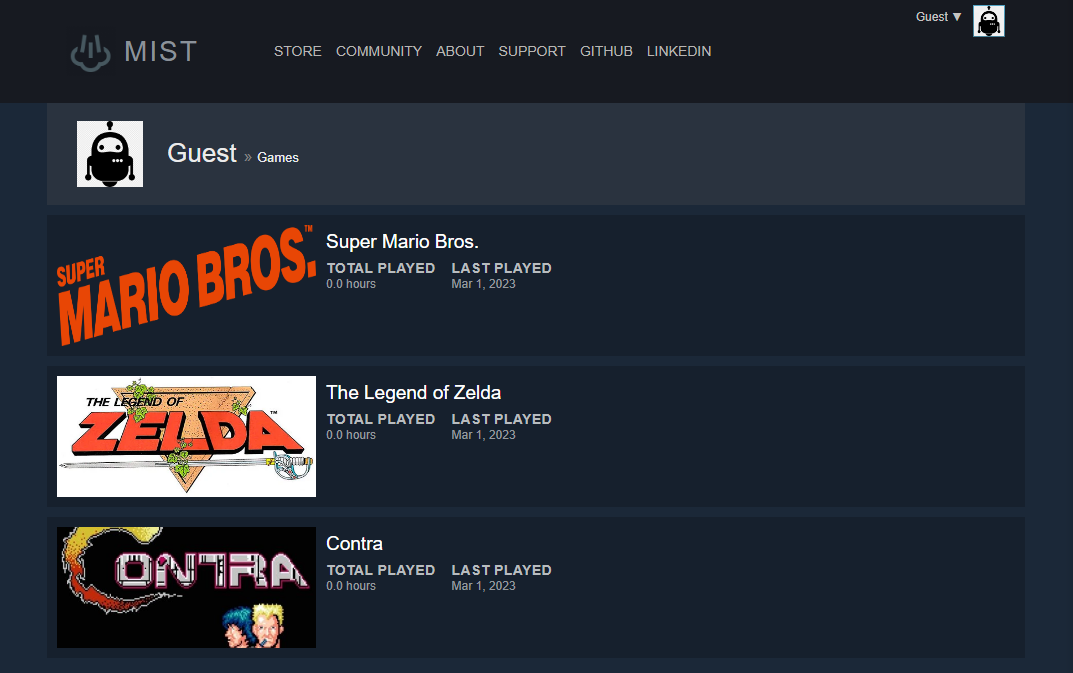 Guest ▼
MIST
STORE COMMUNITY ABOUT SUPPORT GITHUB LINKEDIN
Guest » Games
SUPER
MARIO BROS.™
Super Mario Bros.
TOTAL PLAYED LAST PLAYED
0.0 hours Mar 1, 2023
THE LEGEND OF
ZELDA™
The Legend of Zelda
TOTAL PLAYED LAST PLAYED
0.0 hours Mar 1, 2023
CONTRA
Contra
TOTAL PLAYED LAST PLAYED
0.0 hours Mar 1, 2023